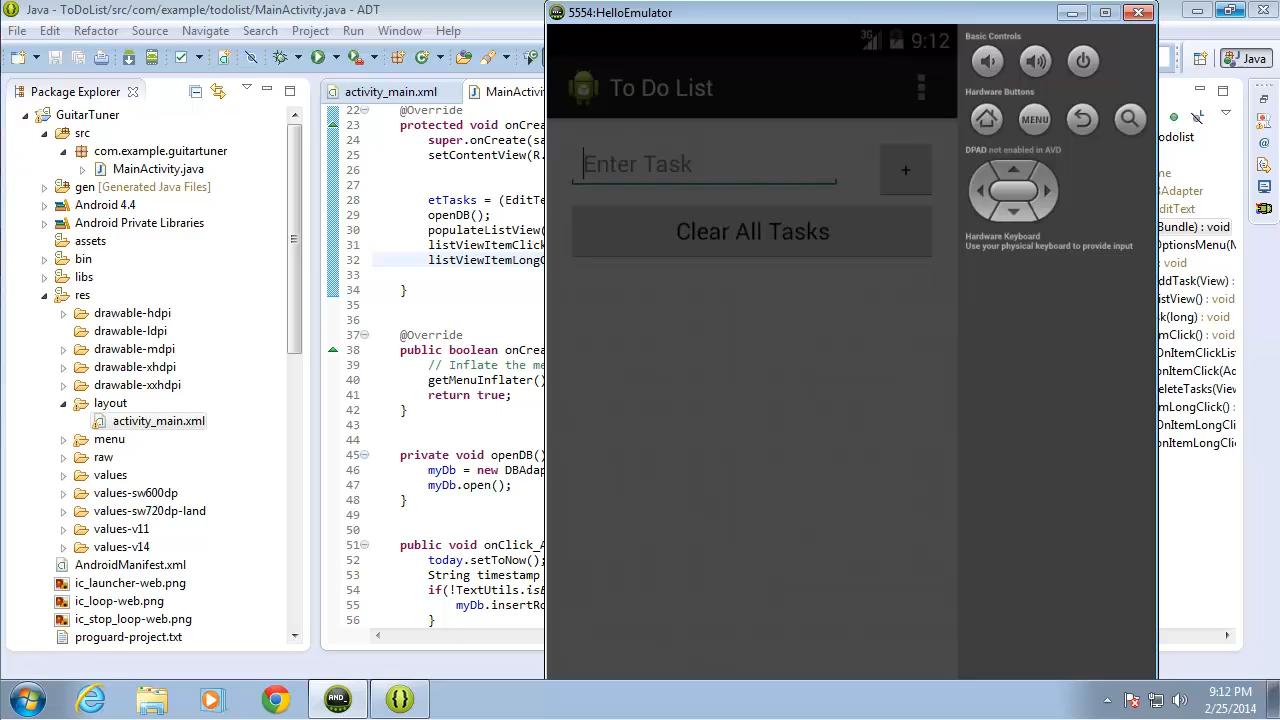 Java - ToDoList/src/com/example/todolist/MainActivity.java - ADT
File Edit Refactor Source Navigate Search Project Run Window Help
Java
Package Explorer
GuitarTuner
src
com.example.guitartuner
MainActivity.java
gen [Generated Java Files]
Android 4.4
Android Private Libraries
assets
bin
libs
res
drawable-hdpi
drawable-ldpi
drawable-mdpi
drawable-xhdpi
drawable-xxhdpi
layout
activity_main.xml
menu
raw
values
values-sw600dp
values-sw720dp-land
values-v11
values-v14
AndroidManifest.xml
ic_launcher-web.png
ic_loop-web.png
ic_stop_loop-web.png
proguard-project.txt
activity_main.xml
MainActiv
22 @Override
23 protected void onCrea
24 super.onCreate(sa
25 setContentView(R.
26
27
28 etTasks = (EditTe
29 openDB();
30 populateListView(
31 listViewItemClick
32 listViewItemLongC
33
34 }
35
36
37 @Override
38 public boolean onCrea
39 // Inflate the me
40 getMenuInflater()
41 return true;
42 }
43
44
45 private void openDB()
46 myDb = new DBAdap
47 myDb.open();
48 }
49
50
51 public void onClick_A
52 today.setToNow();
53 String timestamp
54 if(!TextUtils.isE
55 myDb.insertRo
56 }
5554:HelloEmulator
3G 9:12
To Do List
Enter Task
+
Clear All Tasks
Basic Controls
Hardware Buttons
MENU
DPAD not enabled in AVD
Hardware Keyboard
Use your physical keyboard to provide input
todolist
BAdapter
EditText
Bundle) : void
OptionsMenu(M
: void
ddTask(View) :
istView() : void
sk(long) : void
mClick() : void
OnItemClickList
onItemClick(Ad
eleteTasks(View
mLongClick() :
OnItemLongCli
onItemLongClic
AND
9:12 PM
2/25/2014